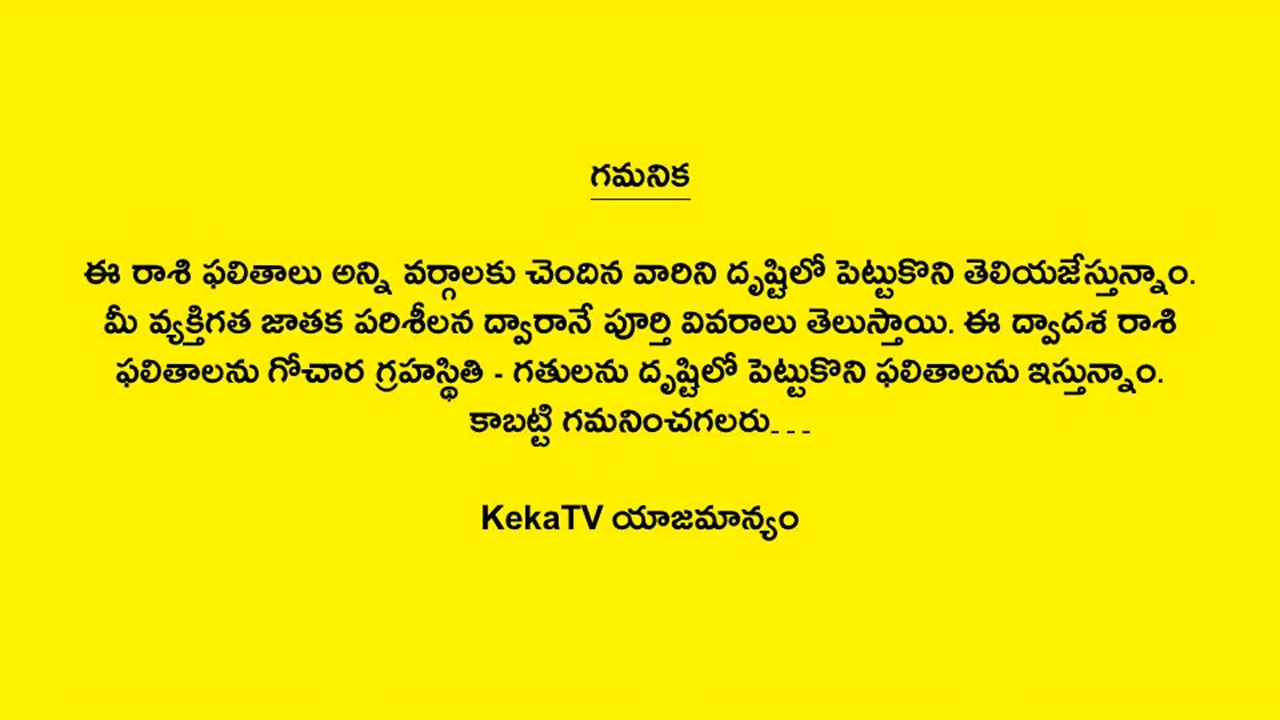 గమనిక
ఈ రాశి ఫలితాలు అన్ని వర్గాలకు చెందిన వారిని దృష్టిలో పెట్టుకొని తెలియజేస్తున్నాం.
మీ వ్యక్తిగత జాతక పరిశీలన ద్వారానే పూర్తి వివరాలు తెలుస్తాయి. ఈ ద్వాదశ రాశి
ఫలితాలను గోచార గ్రహస్థితి - గతులను దృష్టిలో పెట్టుకొని ఫలితాలను ఇస్తున్నాం.
కాబట్టి గమనించగలరు---
KekaTV యాజమాన్యం